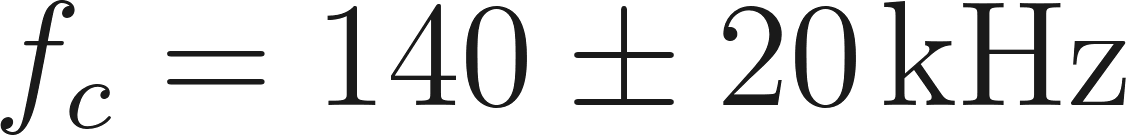 f_c = 140 ± 20 kHz